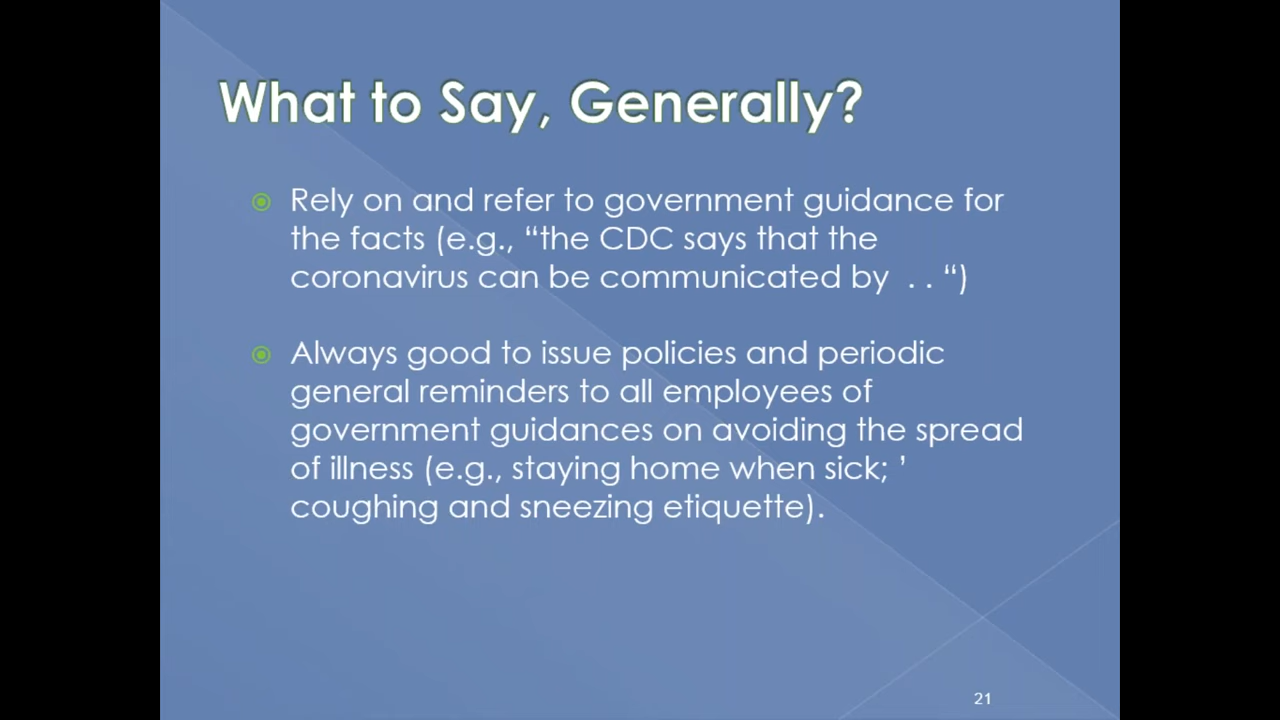 What to Say, Generally?
Rely on and refer to government guidance for
the facts (e.g., “the CDC says that the
coronavirus can be communicated by  . . “)
Always good to issue policies and periodic
general reminders to all employees of
government guidances on avoiding the spread
of illness (e.g., staying home when sick; ’
coughing and sneezing etiquette).
21